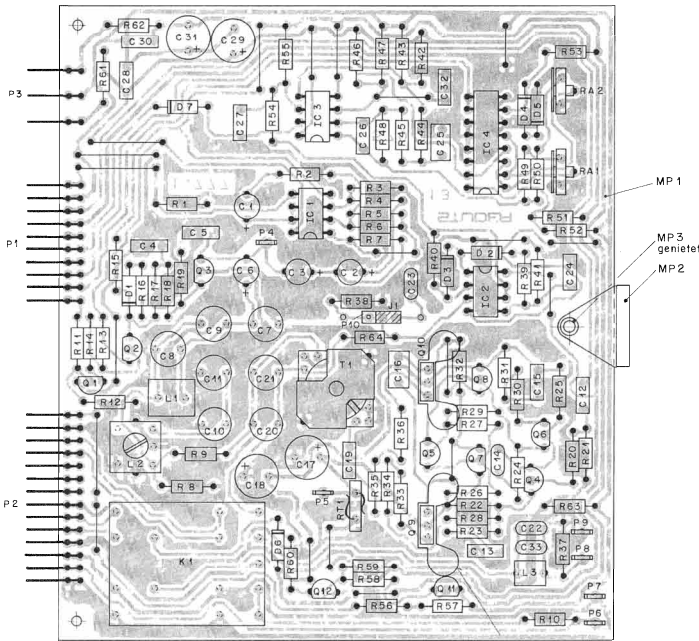 R62
C30
C31
+
C29
+
R55
R46
R47
R43
R42
R53
R61
C28
P3
D7
C27
R54
IC3
C26
R48
R45
R44
C32
C25
IC4
D4
D5
RA2
R49
R50
RA1
R2
R1
C1
+
IC1
R3
R4
R5
R6
R7
MP1
R51
R52
P1
C4
C5
P4
R15
D1
R16
R17
R18
R19
Q3
C6
+
C3
+
C2
+
C23
R40
D3
D2
IC2
R39
R41
C24
MP3
genietet
MP2
R38
J1
P10
R64
R11
R14
R13
Q2
C8
C9
C7
Q1
R12
L1
C11
C21
T1
C16
Q10
R32
Q8
R31
R30
C15
R25
C12
L2
R9
C10
C20
R36
R29
R27
Q6
Q5
R20
R21
P2
R8
C18
+
C17
+
C19
R35
R34
R33
Q7
C14
R24
Q4
P5
RT1
R26
R22
R28
R23
R63
Q9
C22
C33
R37
P9
P8
K1
D6
R60
C13
L3
R59
R58
Q12
R56
R57
Q11
P7
R10
P6